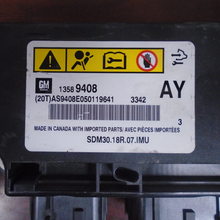 GM
13589408
AY
(20T)AS9408E050119641 3342
MADE IN CANADA WITH IMPORTED PARTS/ AVEC PIÈCES IMPORTÉES
3
SDM30.18R.07.IMU